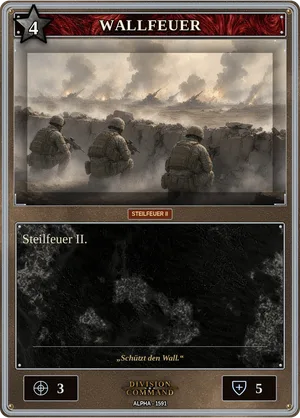 4
WALLFEUER
STEILFEUER II
Steilfeuer II.
„Schützt den Wall.“
3
DIVISION
COMMAND
ALPHA - 1591
5